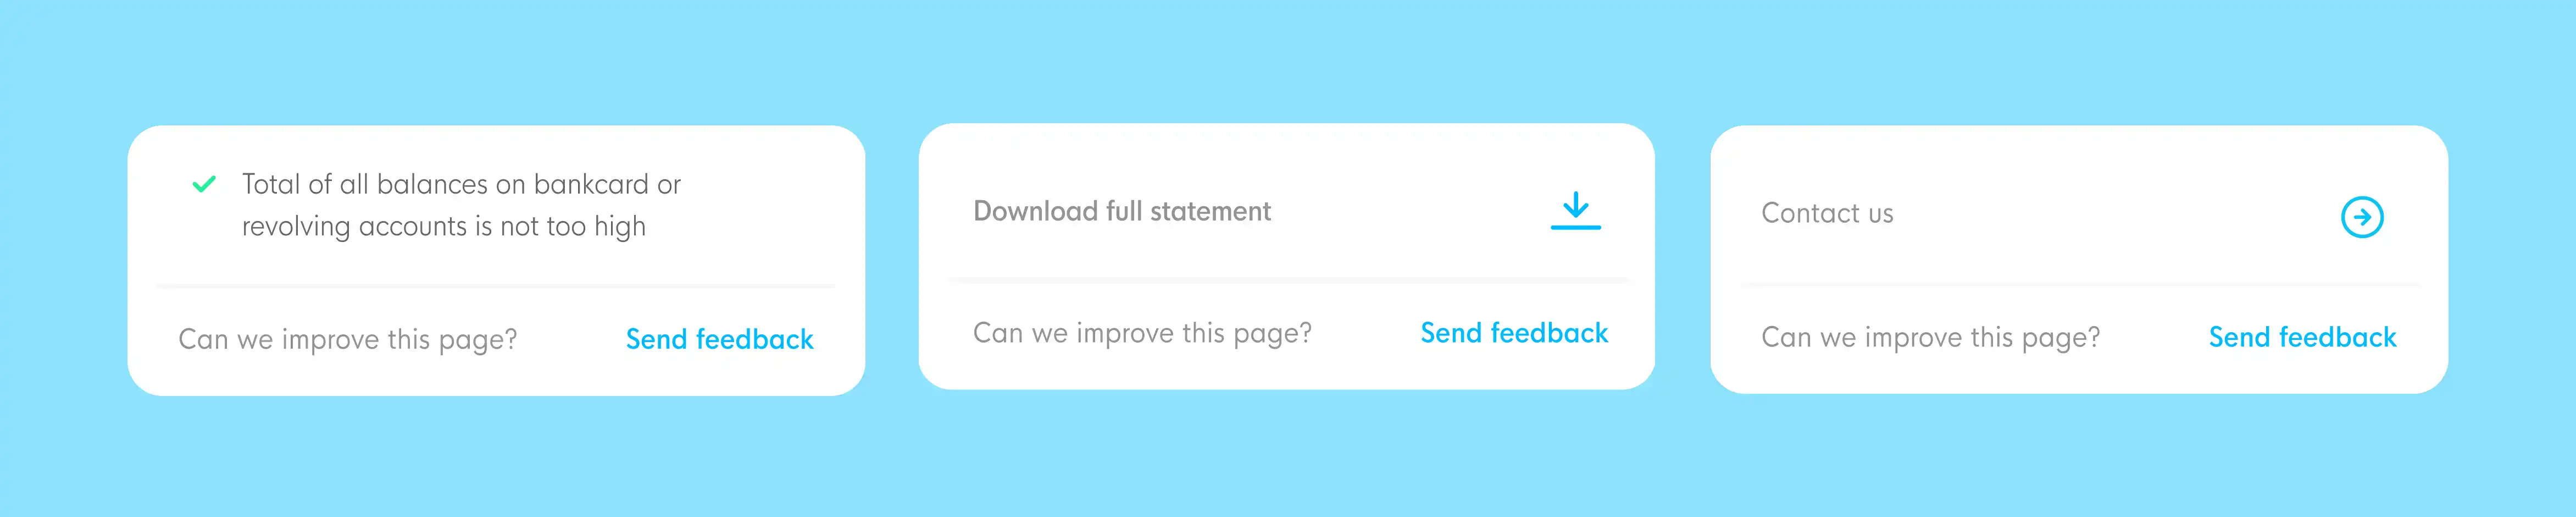 Total of all balances on bankcard or
revolving accounts is not too high
Can we improve this page? Send feedback
Download full statement
Can we improve this page? Send feedback
Contact us
Can we improve this page? Send feedback